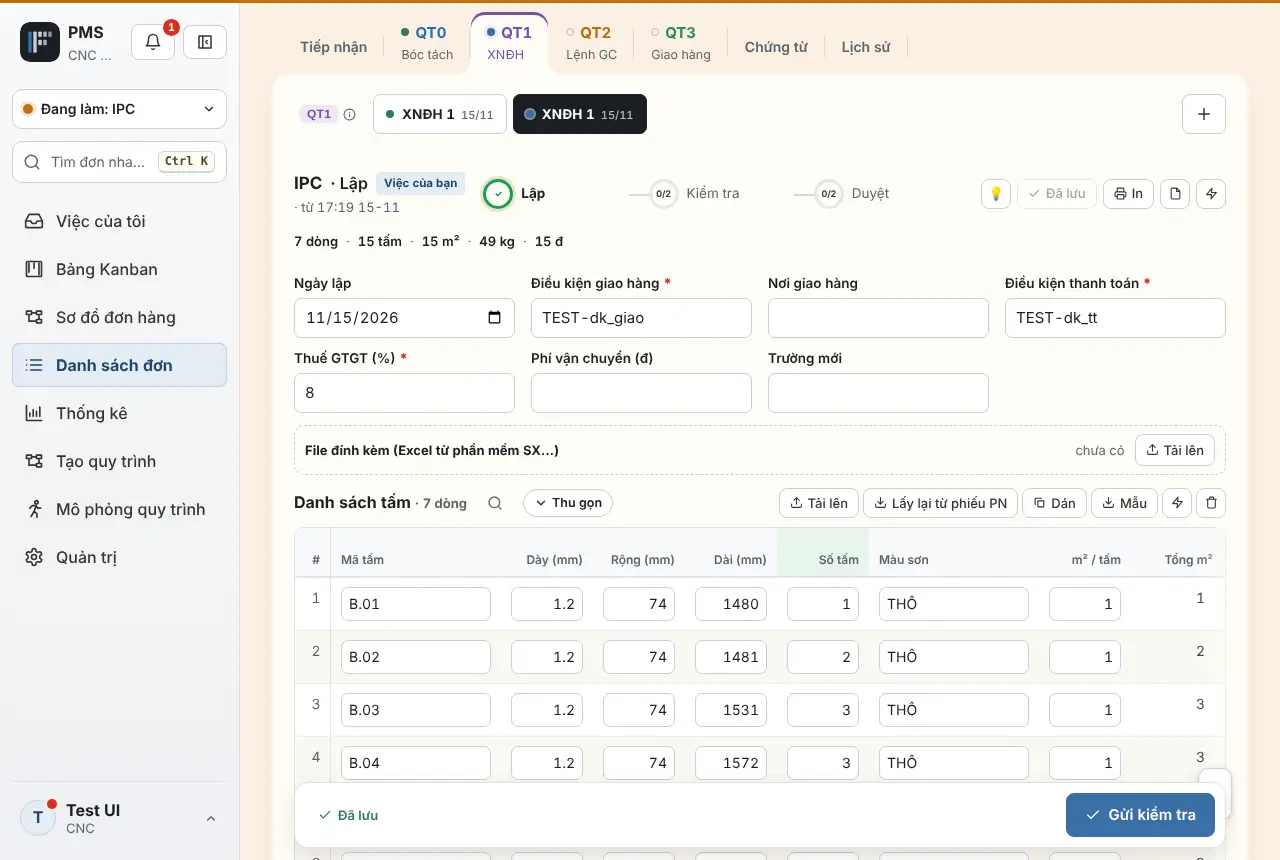 PMS
CNC ...
1
Đang làm: IPC
Tìm đơn nha... Ctrl K
Việc của tôi
Bảng Kanban
Sơ đồ đơn hàng
Danh sách đơn
Thống kê
Tạo quy trình
Mô phỏng quy trình
Quản trị
T
Test UI
CNC
Tiếp nhận
QT0
Bóc tách
QT1
XNĐH
QT2
Lệnh GC
QT3
Giao hàng
Chứng từ
Lịch sử
QT1
XNĐH 1 15/11
XNĐH 1 15/11
IPC · Lập Việc của bạn
· từ 17:19 15-11
Lập
0/2 Kiểm tra
0/2 Duyệt
Đã lưu
In
7 dòng · 15 tấm · 15 m² · 49 kg · 15 đ
Ngày lập
Điều kiện giao hàng *
Nơi giao hàng
Điều kiện thanh toán *
11/15/2026
TEST-dk_giao
TEST-dk_tt
Thuế GTGT (%) *
Phí vận chuyển (đ)
Trường mới
8
File đính kèm (Excel từ phần mềm SX...)
chưa có
Tải lên
Danh sách tấm · 7 dòng
Thu gọn
Tải lên
Lấy lại từ phiếu PN
Dán
Mẫu
# Mã tấm Dày (mm) Rộng (mm) Dài (mm) Số tấm Màu sơn m² / tấm Tổng m²
1 B.01 1.2 74 1480 1 THÔ 1 1
2 B.02 1.2 74 1481 2 THÔ 1 2
3 B.03 1.2 74 1531 3 THÔ 1 3
4 B.04 1.2 74 1572 3 THÔ 1 3
Đã lưu
Gửi kiểm tra